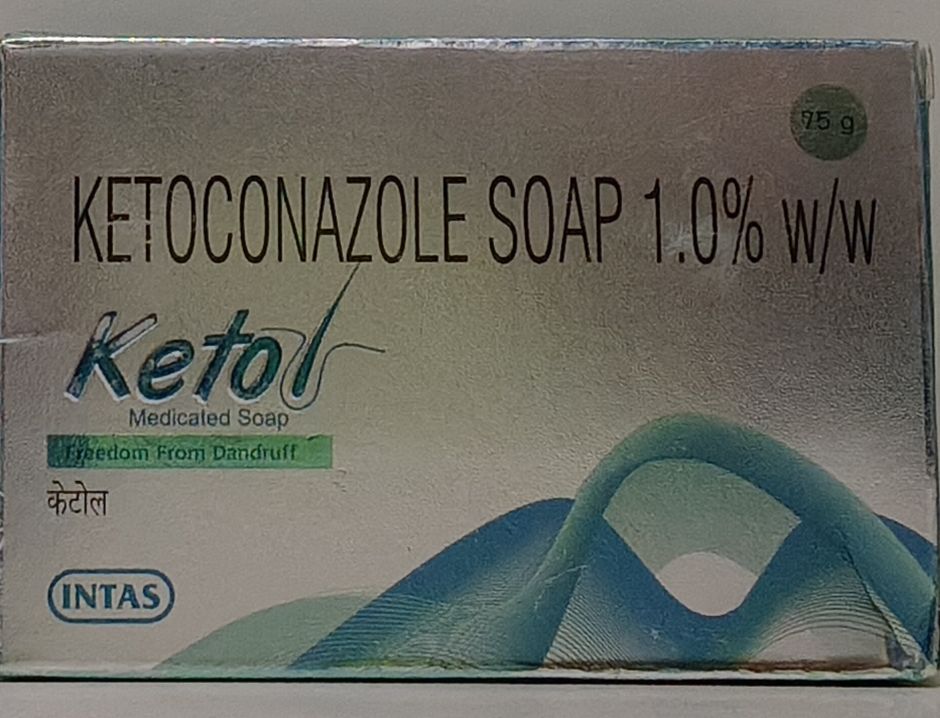 75 g
KETOCONAZOLE SOAP 1.0% w/w
Ketol
Medicated Soap
Freedom From Dandruff
केटोल
INTAS